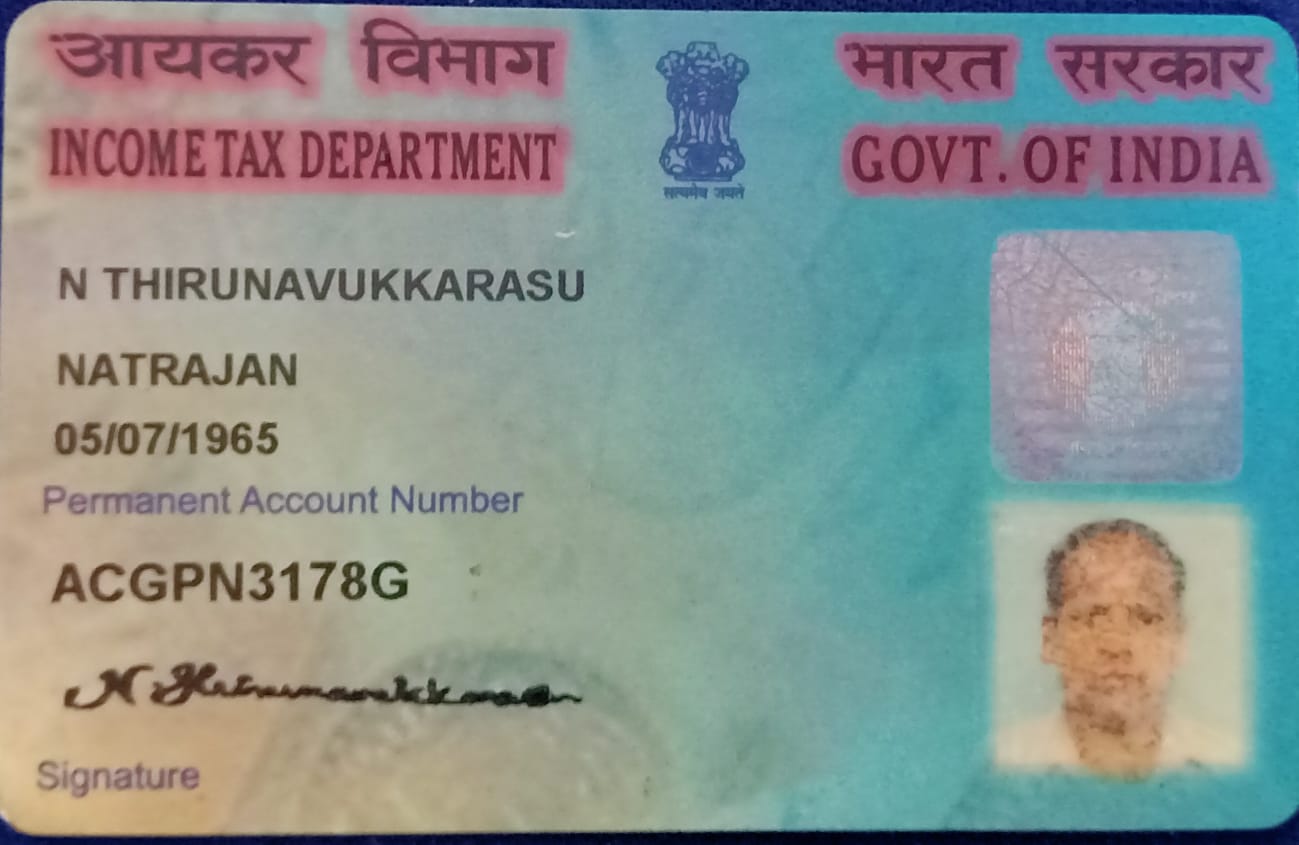 आयकर विभाग
भारत सरकार
INCOME TAX DEPARTMENT
GOVT. OF INDIA
सत्यमेव जयते
N THIRUNAVUKKARASU
NATRAJAN
05/07/1965
Permanent Account Number
ACGPN3178G
N Thirunavukkarasu
Signature